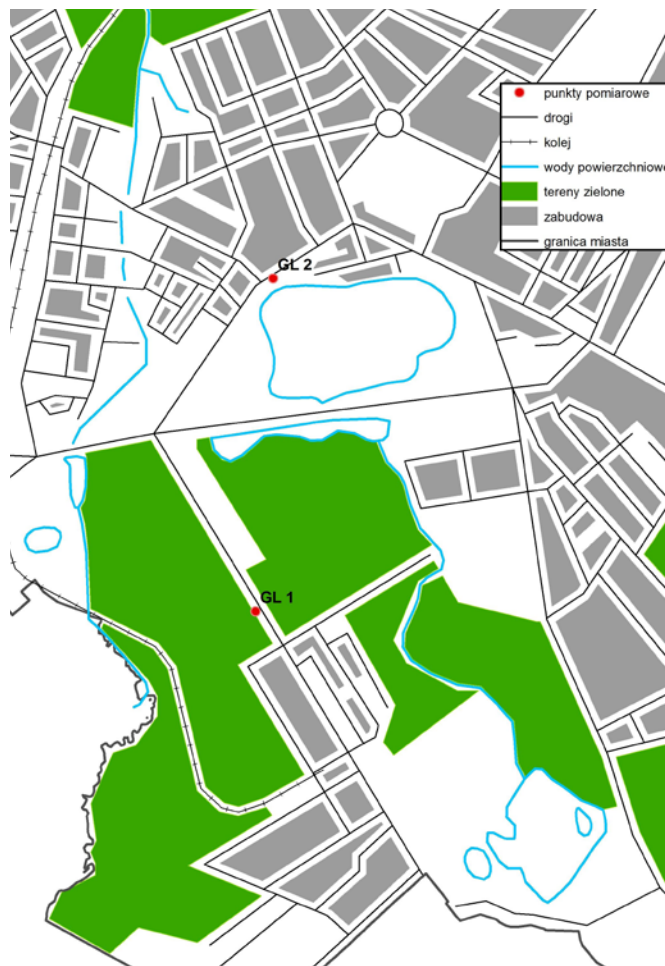 punkty pomiarowe
drogi
kolej
wody powierzchniowe
tereny zielone
zabudowa
granica miasta
GL 2
GL 1